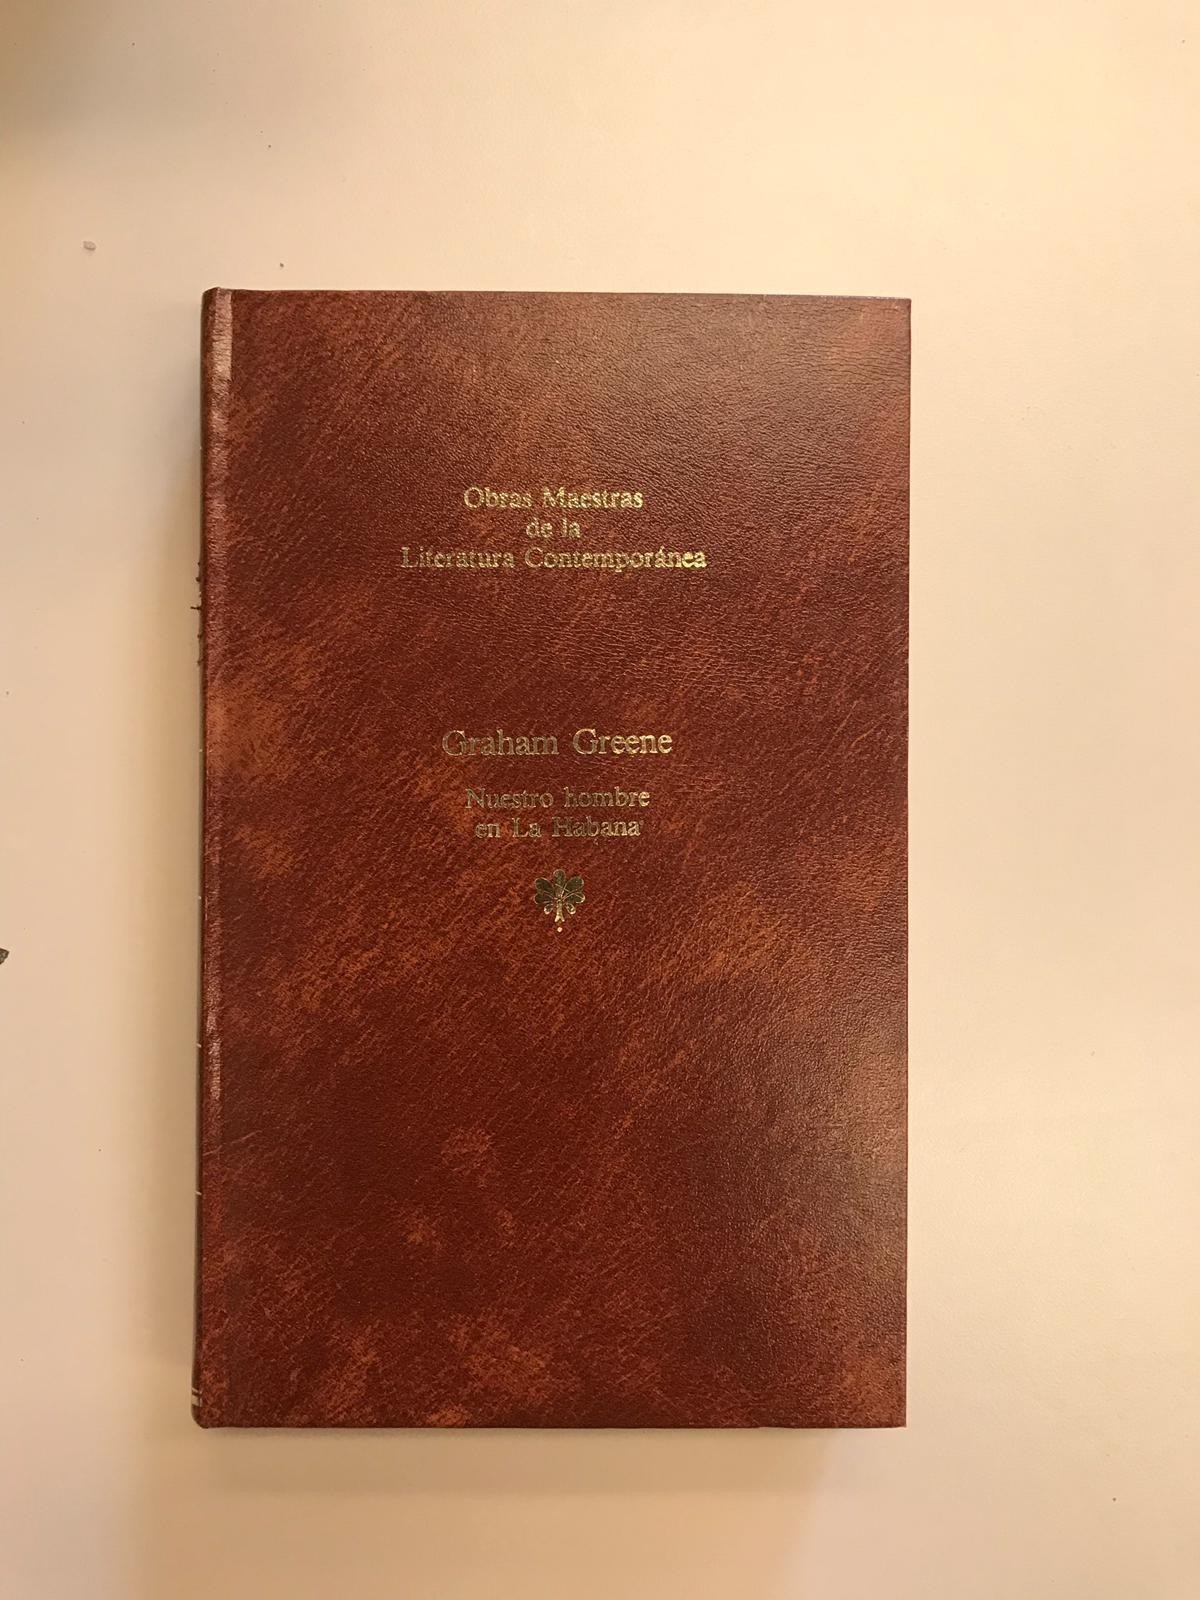 Obras Maestras
de la
Literatura Contemporánea
Graham Greene
Nuestro hombre
en La Habana